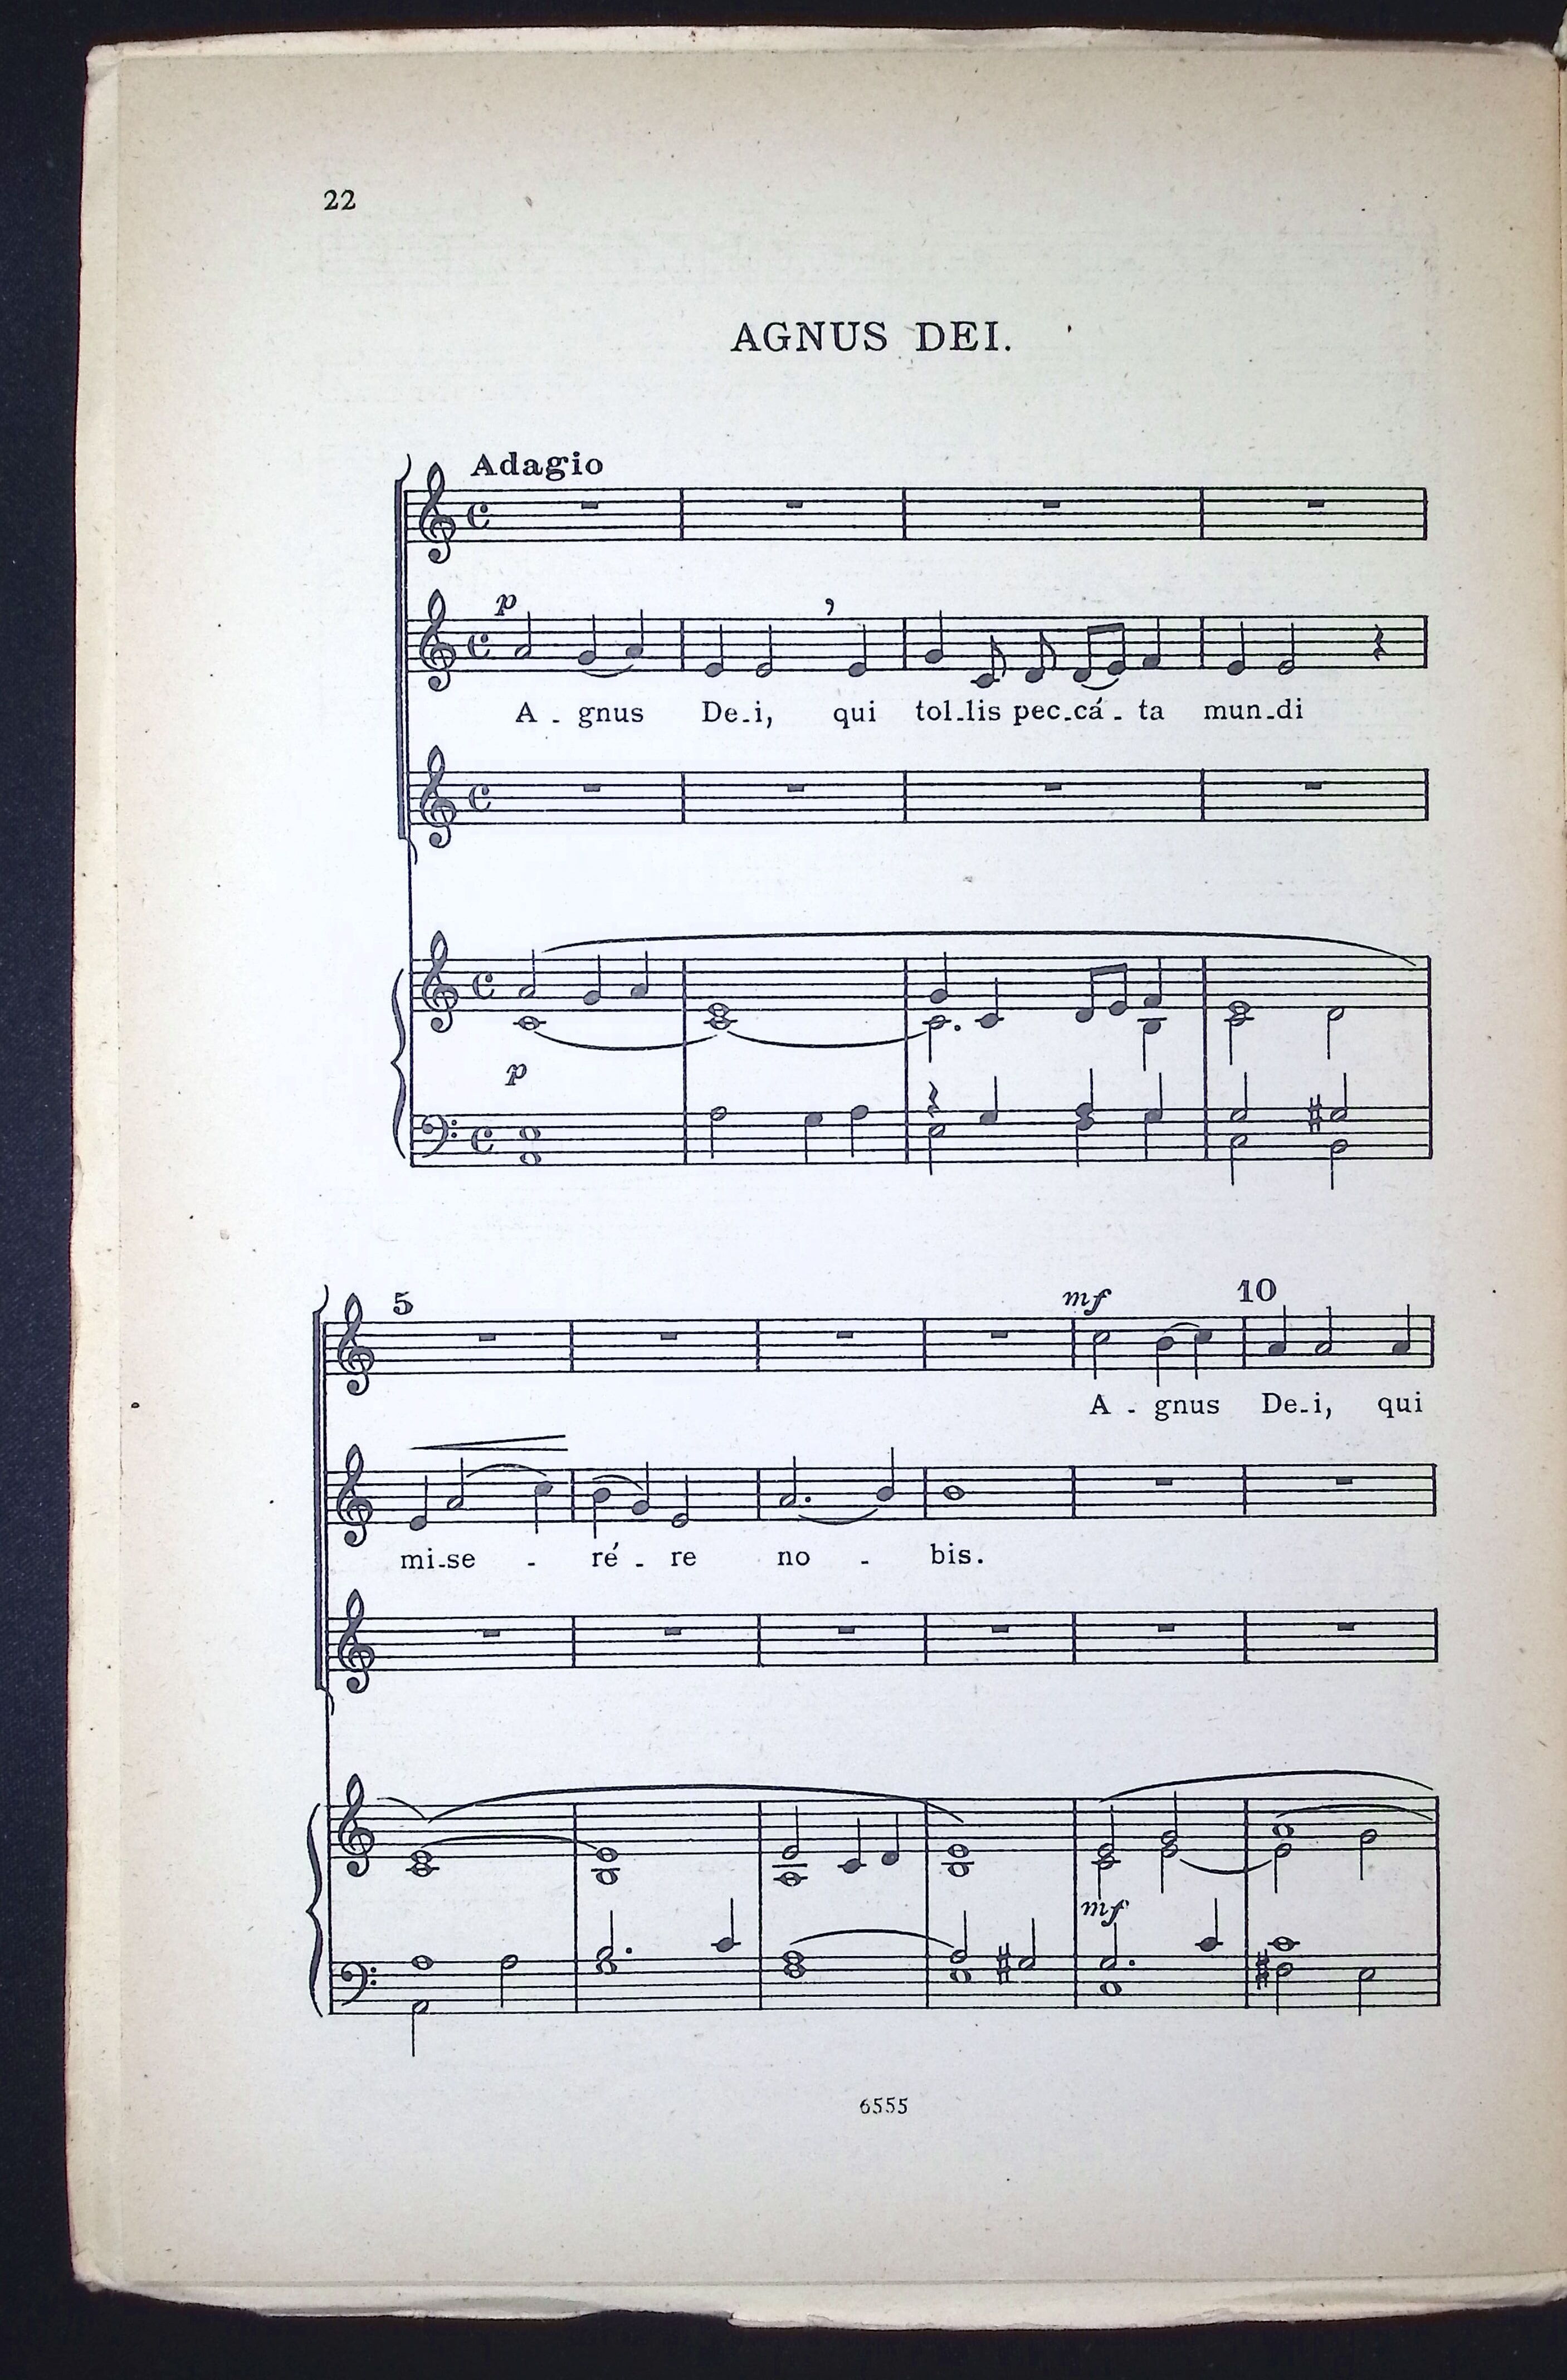 22
AGNUS DEI.
Adagio
p
A - gnus De-i, qui tol-lis pec-cá - ta mun-di
p
5
mf
10
A - gnus De-i, qui
mi-se - ré - re no - bis.
mf
6555